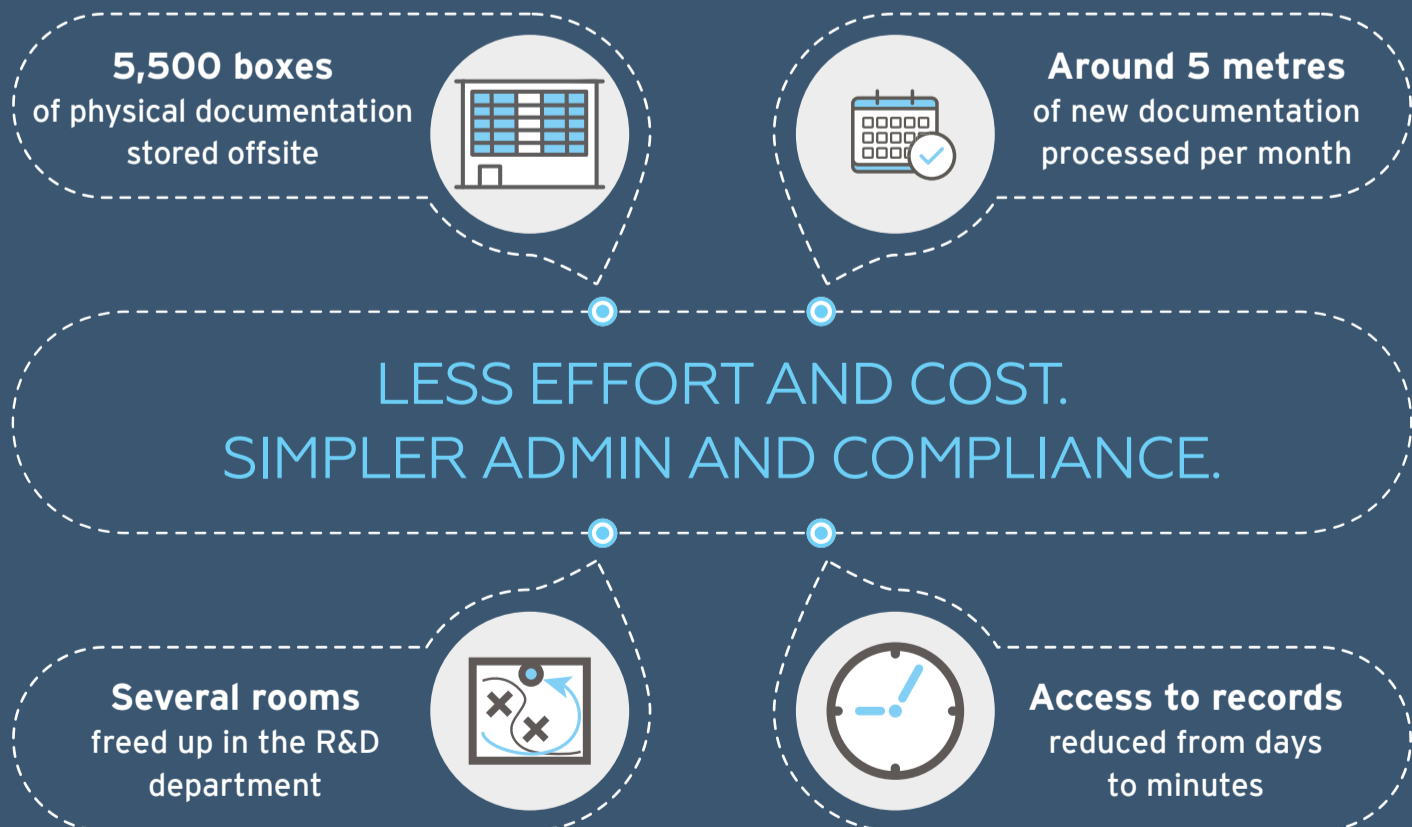 5,500 boxes
of physical documentation
stored offsite
Around 5 metres
of new documentation
processed per month
LESS EFFORT AND COST.
SIMPLER ADMIN AND COMPLIANCE.
Several rooms
freed up in the R&D
department
Access to records
reduced from days
to minutes